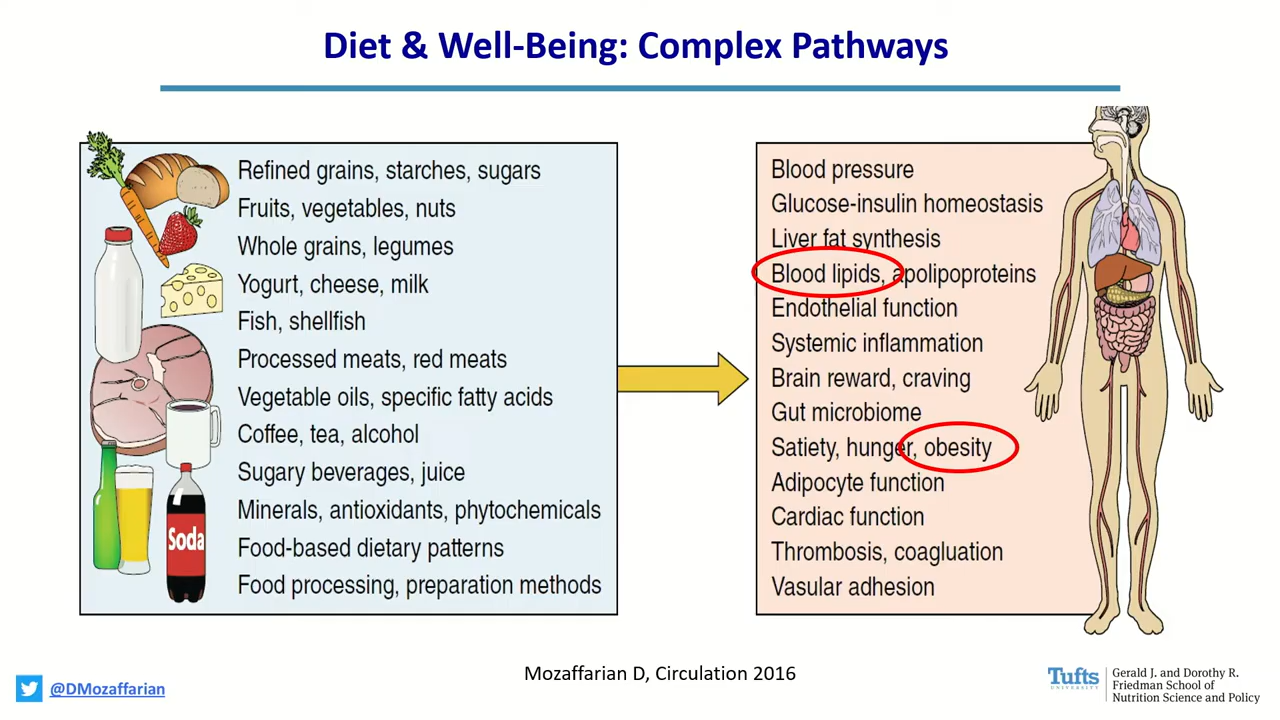 Diet & Well-Being: Complex Pathways
Refined grains, starches, sugars
Fruits, vegetables, nuts
Whole grains, legumes
Yogurt, cheese, milk
Fish, shellfish
Processed meats, red meats
Vegetable oils, specific fatty acids
Coffee, tea, alcohol
Sugary beverages, juice
Minerals, antioxidants, phytochemicals
Food-based dietary patterns
Food processing, preparation methods
Soda
Blood pressure
Glucose-insulin homeostasis
Liver fat synthesis
Blood lipids, apolipoproteins
Endothelial function
Systemic inflammation
Brain reward, craving
Gut microbiome
Satiety, hunger, obesity
Adipocyte function
Cardiac function
Thrombosis, coagluation
Vascular adhesion
Mozaffarian D, Circulation 2016
@DMozaffarian
Tufts
UNIVERSITY
Gerald J. and Dorothy R.
Friedman School of
Nutrition Science and Policy